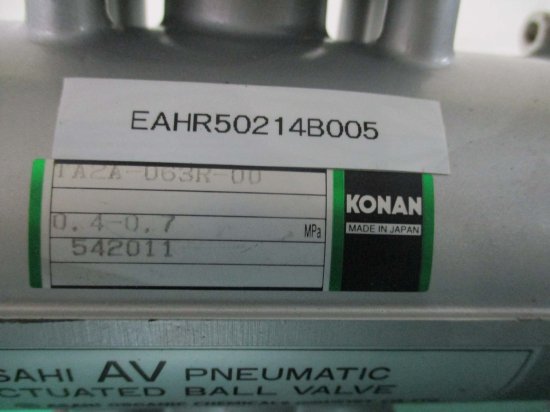 EAHR50214B005
TA2A-063R-00
KONAN
MADE IN JAPAN
0.4-0.7 MPa
542011
SAHI AV PNEUMATIC
CTUATED BALL VALVE